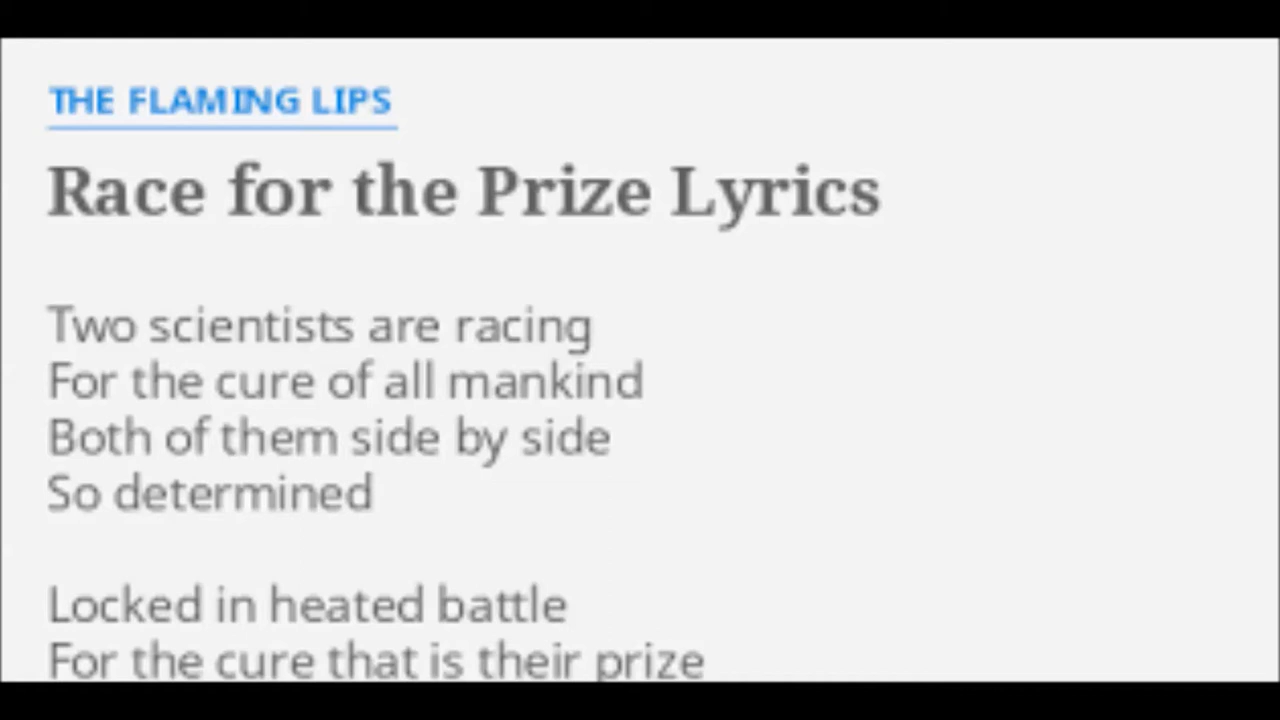 THE FLAMING LIPS
Race for the Prize Lyrics
Two scientists are racing
For the cure of all mankind
Both of them side by side
So determined
Locked in heated battle
For the cure that is their prize